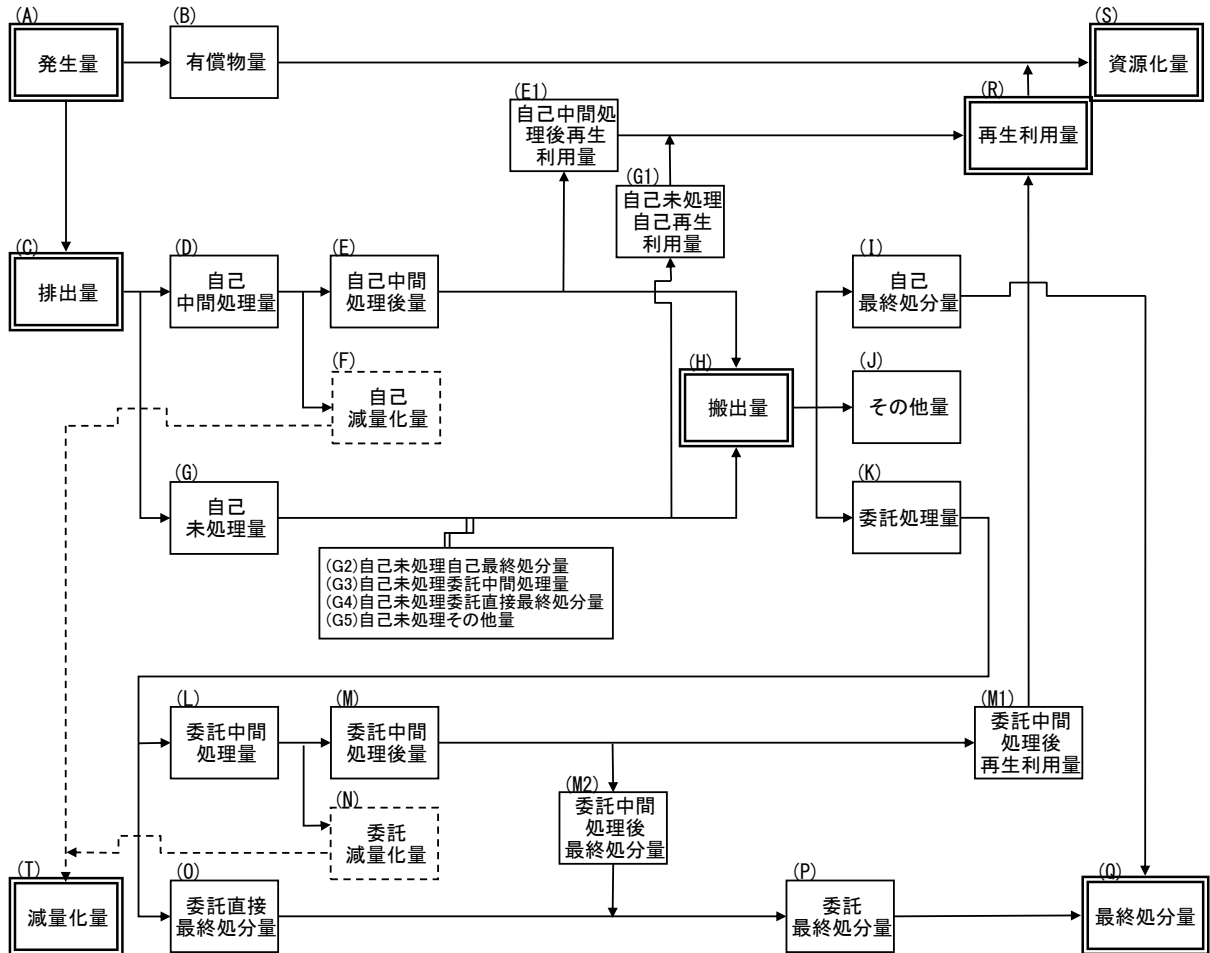 (A)
発生量
(B)
有償物量
(S)
資源化量
(E1)
自己中間処
理後再生
利用量
(R)
再生利用量
(G1)
自己未処理
自己再生
利用量
(C)
排出量
(D)
自己
中間処理量
(E)
自己中間
処理後量
(I)
自己
最終処分量
(F)
自己
減量化量
(H)
搬出量
(J)
その他量
(G)
自己
未処理量
(K)
委託処理量
(G2)自己未処理自己最終処分量
(G3)自己未処理委託中間処理量
(G4)自己未処理委託直接最終処分量
(G5)自己未処理その他量
(L)
委託中間
処理量
(M)
委託中間
処理後量
(M1)
委託中間
処理後
再生利用量
(M2)
委託中間
処理後
最終処分量
(N)
委託
減量化量
(T)
減量化量
(O)
委託直接
最終処分量
(P)
委託
最終処分量
(Q)
最終処分量